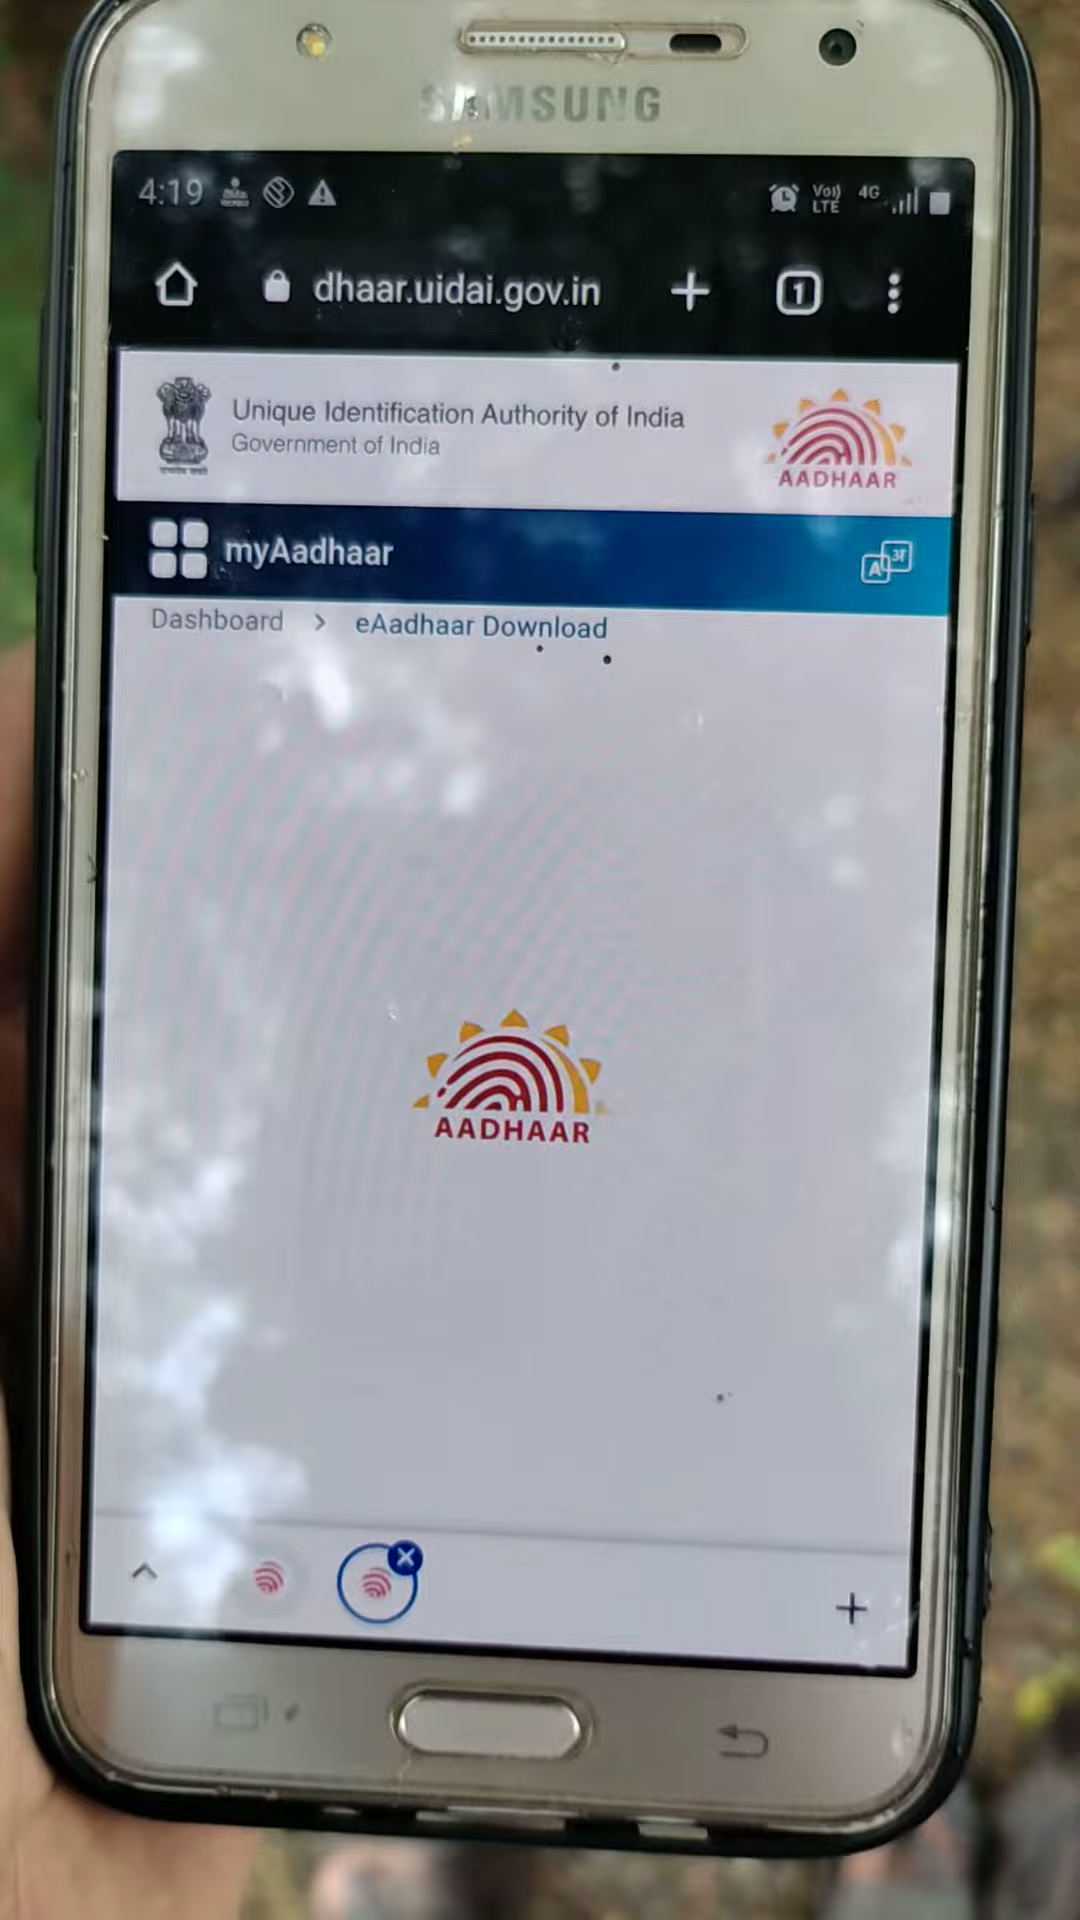 SAMSUNG
4:19
Vo))
LTE
4G
dhaar.uidai.gov.in
1
Unique Identification Authority of India
Government of India
AADHAAR
myAadhaar
A अ
Dashboard > eAadhaar Download
AADHAAR